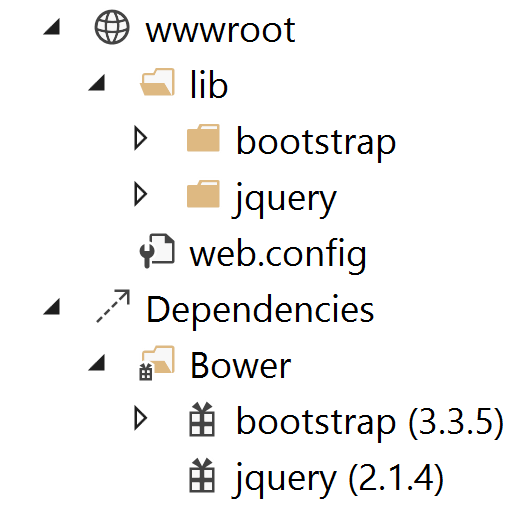 wwwroot
lib
bootstrap
jquery
web.config
Dependencies
Bower
bootstrap (3.3.5)
jquery (2.1.4)